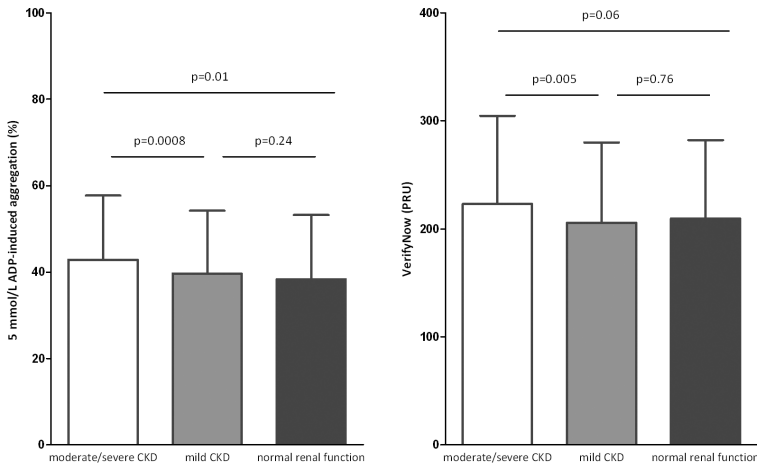 100
80
60
40
20
0
5 mmol/L ADP-induced aggregation (%)
p=0.01
p=0.0008
p=0.24
moderate/severe CKD
mild CKD
normal renal function
400
300
200
100
0
VerifyNow (PRU)
p=0.06
p=0.005
p=0.76
moderate/severe CKD
mild CKD
normal renal function